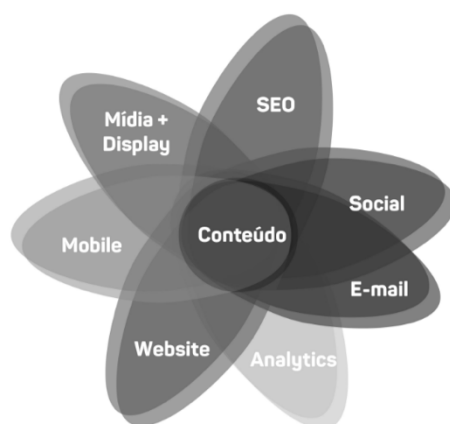 SEO
Mídia +
Display
Social
Conteúdo
Mobile
E-mail
Website
Analytics